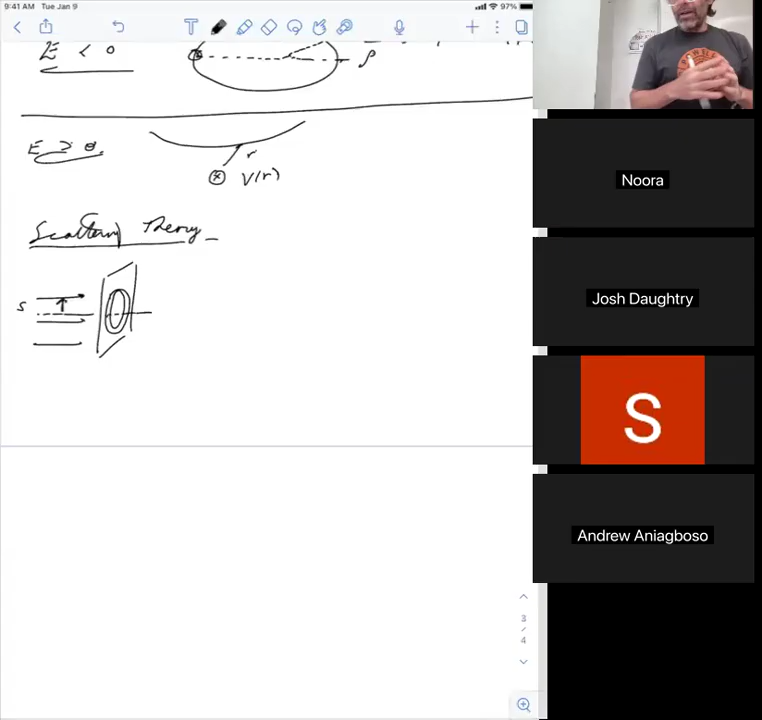 9:41 AM Tue Jan 9
97%
T
E < 0
ρ
E > 0
r
V(r)
Scattering Theory
s
3
4
Noora
Josh Daughtry
S
Andrew Aniagboso